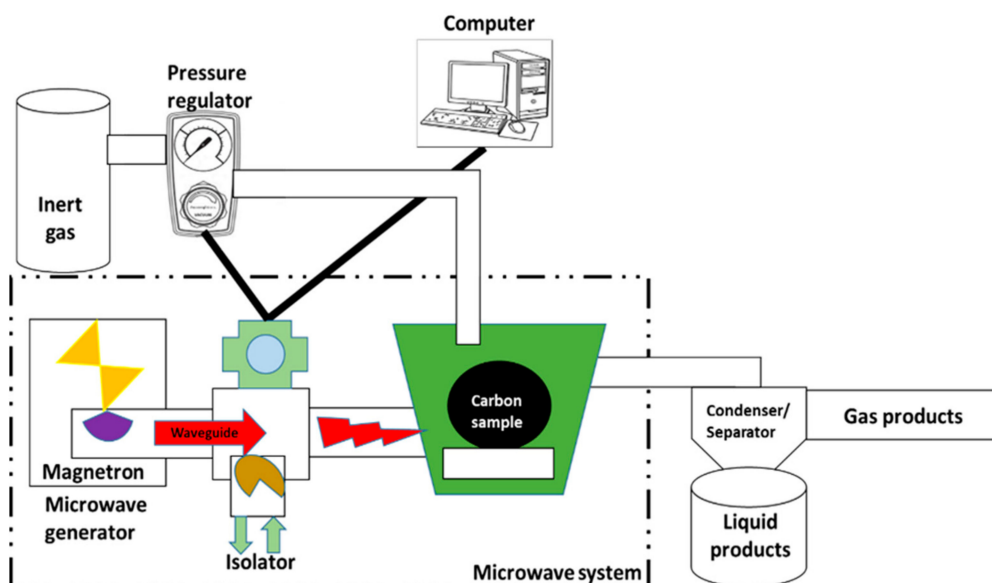 Computer
Pressure
regulator
Inert
gas
Waveguide
Magnetron
Microwave
generator
Isolator
Carbon
sample
Microwave system
Condenser/
Separator
Gas products
Liquid
products